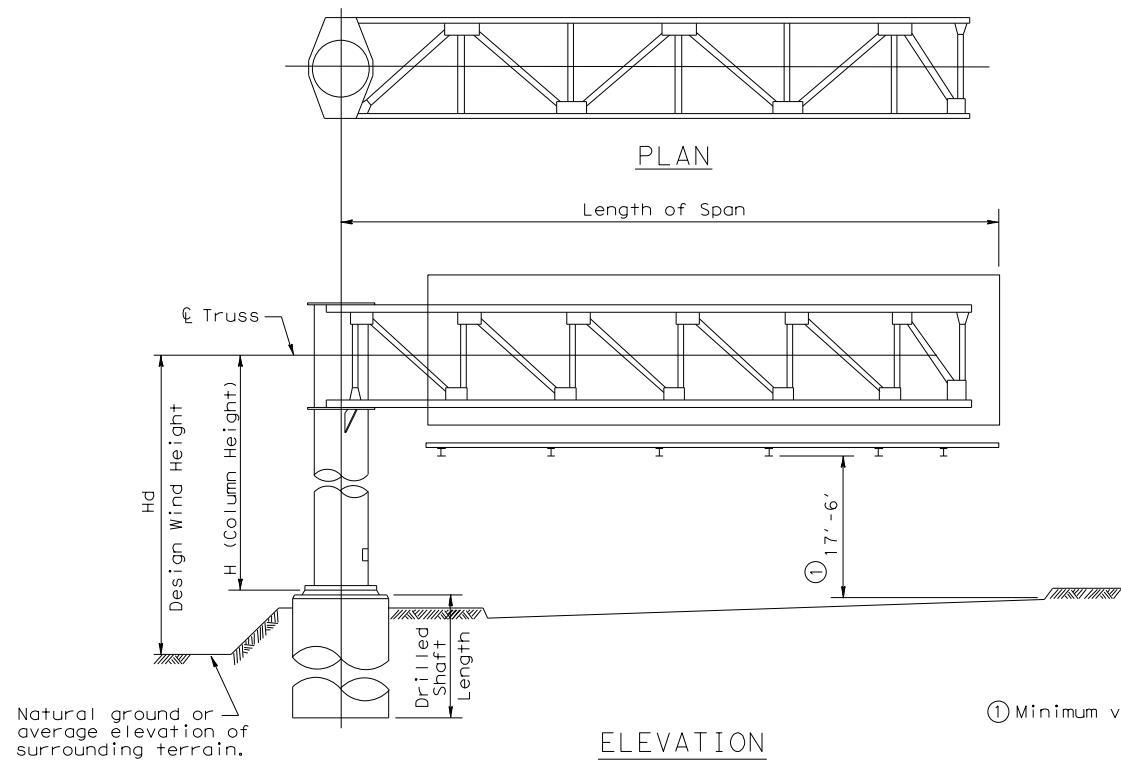 PLAN
Length of Span
℄ Truss
Hd
Design Wind Height
H (Column Height)
① 17'-6'
Drilled
Shaft
Length
Natural ground or
average elevation of
surrounding terrain.
① Minimum v
ELEVATION